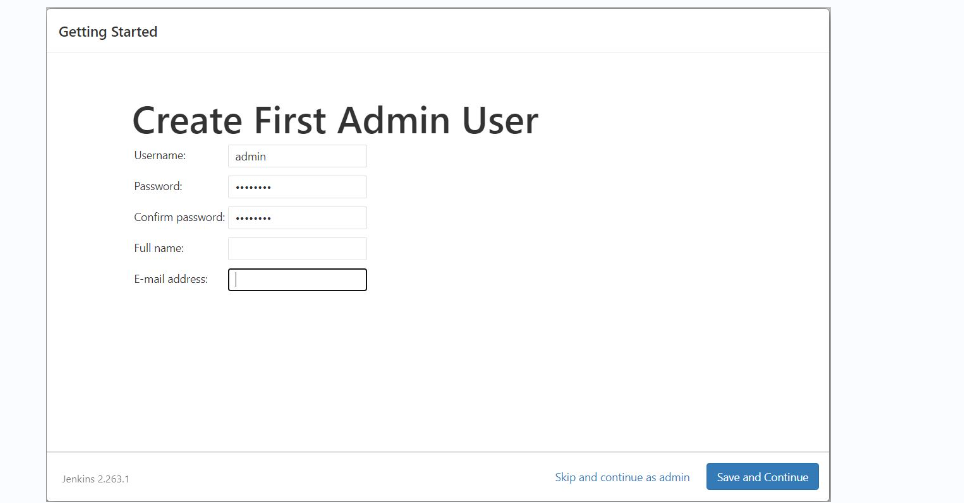 Getting Started
Create First Admin User
Username: admin
Password: ••••••••
Confirm password: ••••••••
Full name:
E-mail address:
Jenkins 2.263.1 Skip and continue as admin Save and Continue